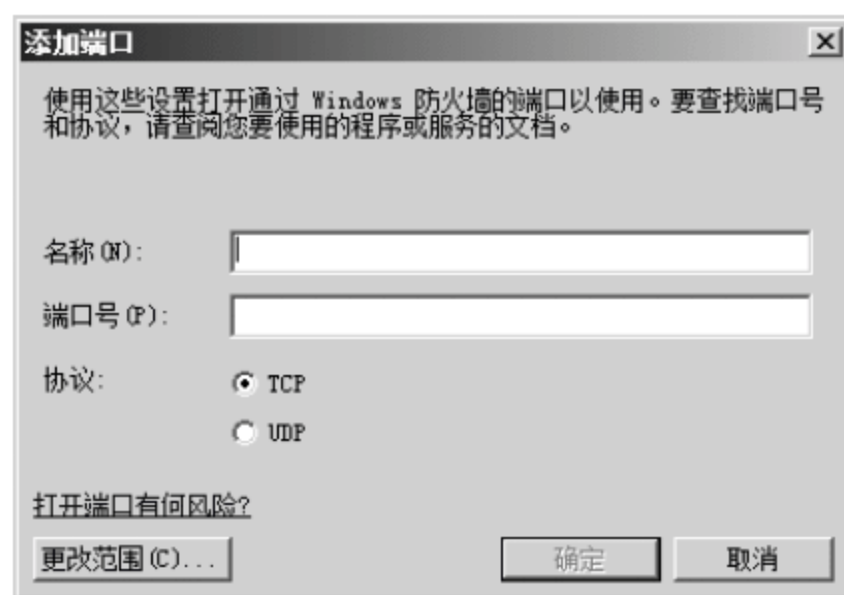 添加端口
使用这些设置打开通过 Windows 防火墙的端口以使用。要查找端口号
和协议，请查阅您要使用的程序或服务的文档。
名称(N):
端口号(P):
协议:
TCP
UDP
打开端口有何风险?
更改范围(C)...
确定
取消